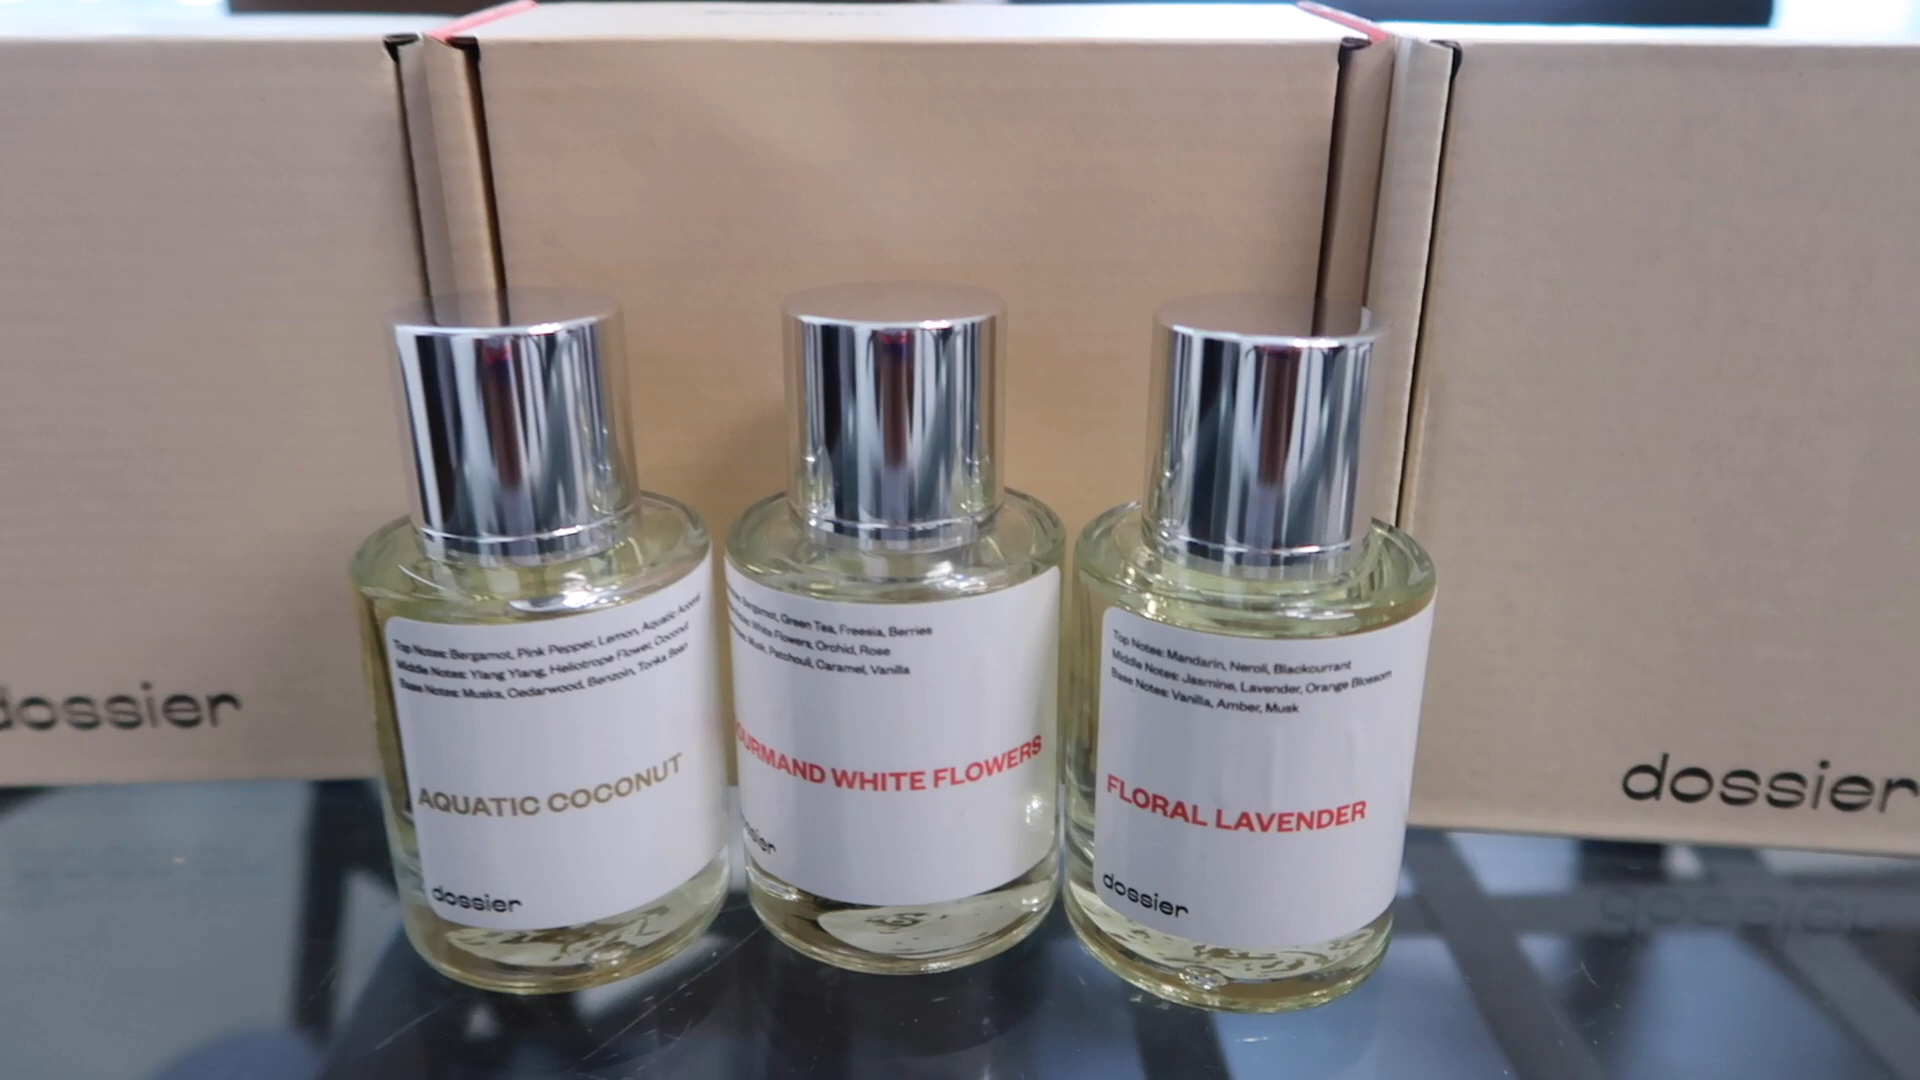 dossier
Top Notes: Bergamot, Pink Pepper, Lemon, Aquatic Accord
Middle Notes: Ylang Ylang, Heliotrope Flower, Coconut
Base Notes: Musks, Cedarwood, Benzoin, Tonka Bean
AQUATIC COCONUT
dossier
Bergamot, Green Tea, Freesia, Berries
White Flowers, Orchid, Rose
Musk, Patchouli, Caramel, Vanilla
OURMAND WHITE FLOWERS
ssier
Top Notes: Mandarin, Neroli, Blackcurrant
Middle Notes: Jasmine, Lavender, Orange Blossom
Base Notes: Vanilla, Amber, Musk
FLORAL LAVENDER
dossier
dossier